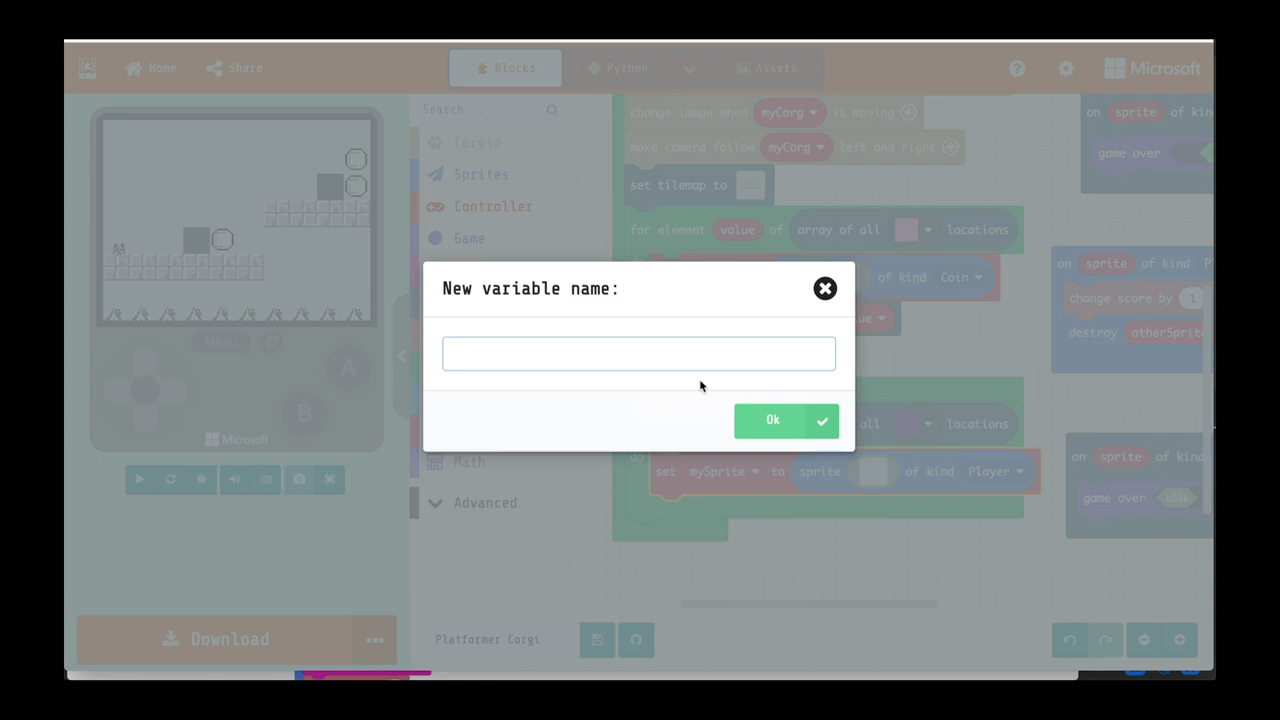 Home
Share
Blocks
Python
Assets
Microsoft
Search...
Corgio
Sprites
Controller
Game
Math
Advanced
change image when myCorg is moving
make camera follow myCorg left and right
set tilemap to
for element value of array of all locations
of kind Coin
all locations
do
set mySprite to sprite of kind Player
on sprite of kin
game over
on sprite of kind P
change score by 1
destroy otherSprit
on sprite of kind
game over LOSE
New variable name:
Ok
Menu
A
B
Microsoft
Download
Platformer Corgi